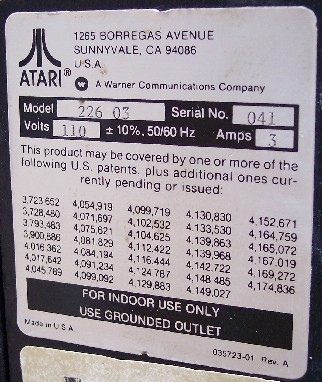 1265 BORREGAS AVENUE
SUNNYVALE, CA 94086
U.S.A.
ATARI®
A Warner Communications Company
Model 226 03 Serial No. 041
Volts 110 ± 10%, 50/60 Hz Amps 3
This product may be covered by one or more of the
following U.S. patents, plus additional ones cur-
rently pending or issued:
3,723,652 4,054,919 4,099,719 4,130,830 4,152,671
3,728,480 4,071,697 4,102,532 4,133,530 4,164,759
3,793,483 4,075,621 4,104,625 4,139,863 4,165,072
3,900,886 4,081,829 4,112,422 4,139,968 4,167,019
4,016,362 4,084,194 4,116,444 4,142,722 4,169,272
4,017,642 4,091,234 4,124,787 4,148,485 4,174,836
4,045,789 4,099,092 4,129,883 4,149,027
FOR INDOOR USE ONLY
USE GROUNDED OUTLET
Made in U.S.A.
035723-01 Rev. A